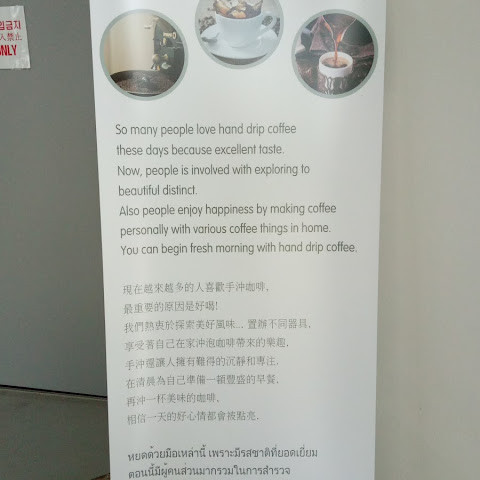 입금지
人禁止
ONLY
So many people love hand drip coffee
these days because excellent taste.
Now, people is involved with exploring to
beautiful distinct.
Also people enjoy happiness by making coffee
personally with various coffee things in home.
You can begin fresh morning with hand drip coffee.
現在越來越多的人喜歡手沖咖啡,
最重要的原因是好喝!
我們熱衷於探索美好風味... 置辦不同器具,
享受著自己在家沖泡咖啡帶來的樂趣,
手沖還讓人擁有難得的沉靜和專注,
在清晨為自己準備一頓豐盛的早餐,
再沖一杯美味的咖啡,
相信一天的好心情都會被點亮.
หยดด้วยมือเหล่านี้ เพราะมีรสชาติที่ยอดเยี่ยม
ตอนนี้มีผู้คนส่วนมากรวมในการสำรวจ